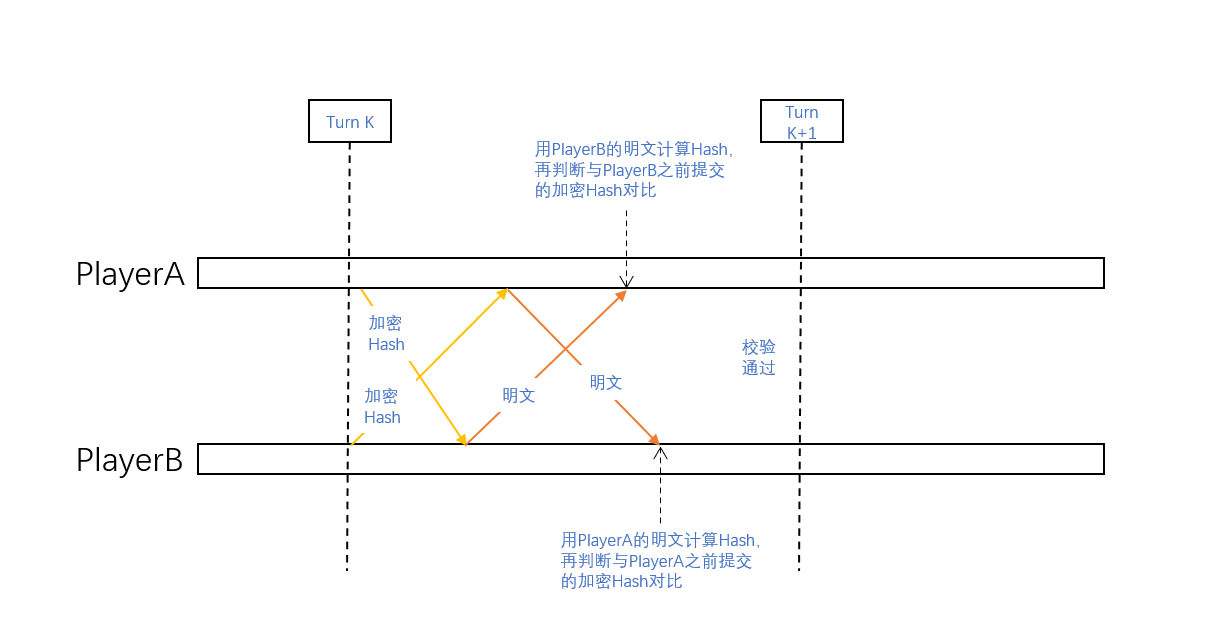 Turn K
Turn
K+1
用PlayerB的明文计算Hash，
再判断与PlayerB之前提交
的加密Hash对比
PlayerA
加密
Hash
校验
通过
明文
加密
Hash
明文
PlayerB
用PlayerA的明文计算Hash，
再判断与PlayerA之前提交
的加密Hash对比